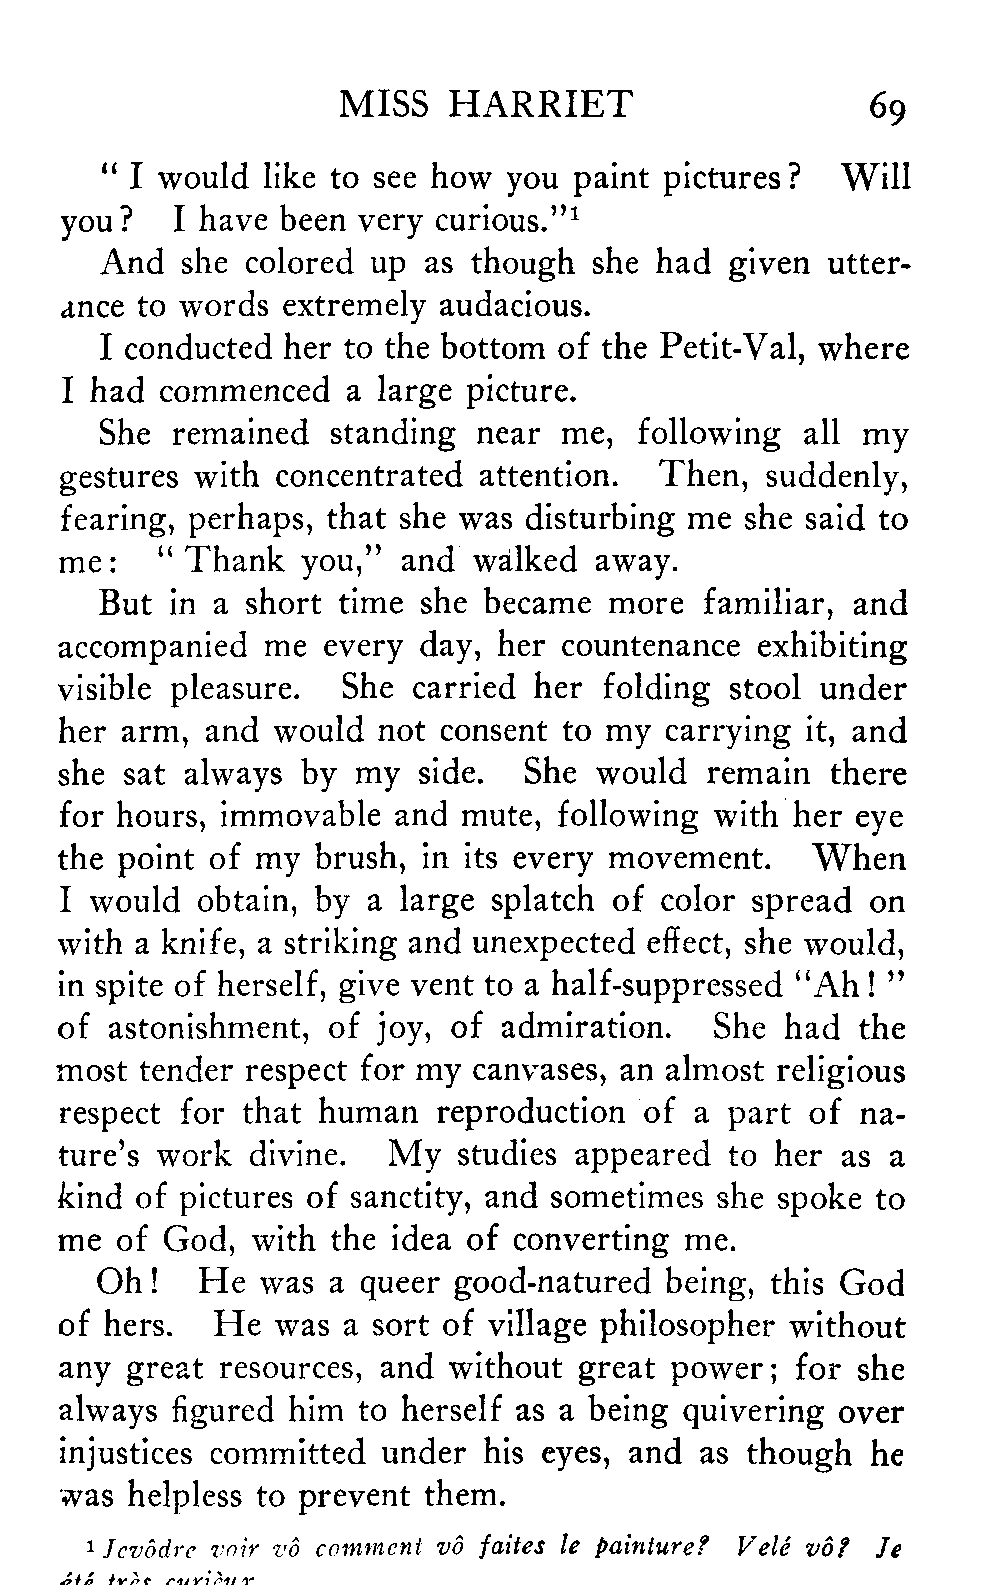 MISS HARRIET 69
“ I would like to see how you paint pictures? Will
you? I have been very curious.”¹
And she colored up as though she had given utter-
ance to words extremely audacious.
I conducted her to the bottom of the Petit-Val, where
I had commenced a large picture.
She remained standing near me, following all my
gestures with concentrated attention. Then, suddenly,
fearing, perhaps, that she was disturbing me she said to
me: “ Thank you,” and walked away.
But in a short time she became more familiar, and
accompanied me every day, her countenance exhibiting
visible pleasure. She carried her folding stool under
her arm, and would not consent to my carrying it, and
she sat always by my side. She would remain there
for hours, immovable and mute, following with her eye
the point of my brush, in its every movement. When
I would obtain, by a large splatch of color spread on
with a knife, a striking and unexpected effect, she would,
in spite of herself, give vent to a half-suppressed “Ah! ”
of astonishment, of joy, of admiration. She had the
most tender respect for my canvases, an almost religious
respect for that human reproduction of a part of na-
ture’s work divine. My studies appeared to her as a
kind of pictures of sanctity, and sometimes she spoke to
me of God, with the idea of converting me.
Oh! He was a queer good-natured being, this God
of hers. He was a sort of village philosopher without
any great resources, and without great power; for she
always figured him to herself as a being quivering over
injustices committed under his eyes, and as though he
was helpless to prevent them.
¹ Jevôdre voir vô comment vô faites le painture? Velé vô? Je
été très curièux